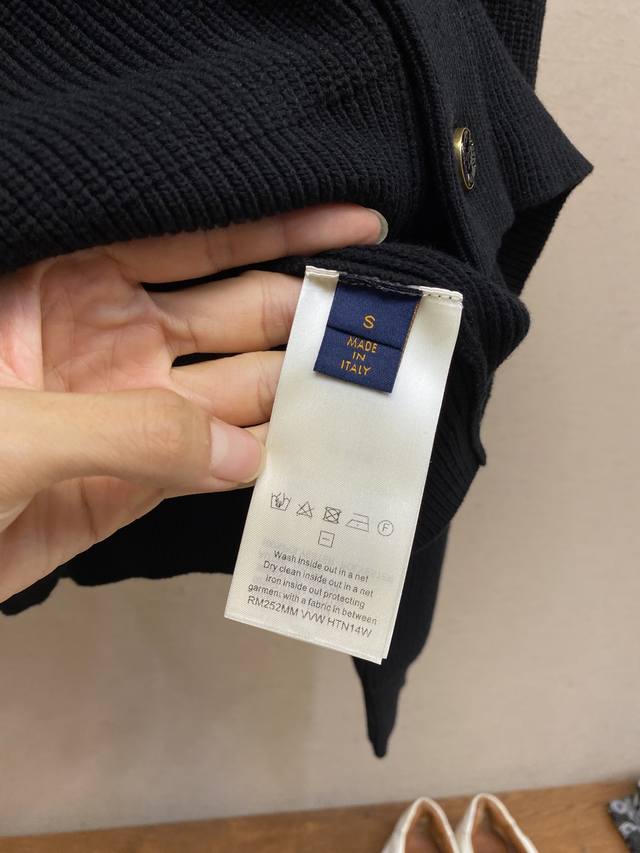 S
MADE
IN
ITALY
F
Wash inside out in a net
Dry clean inside out in a net
Iron inside out protecting
garment with a fabric in between
RM252MM VVW HTN14W